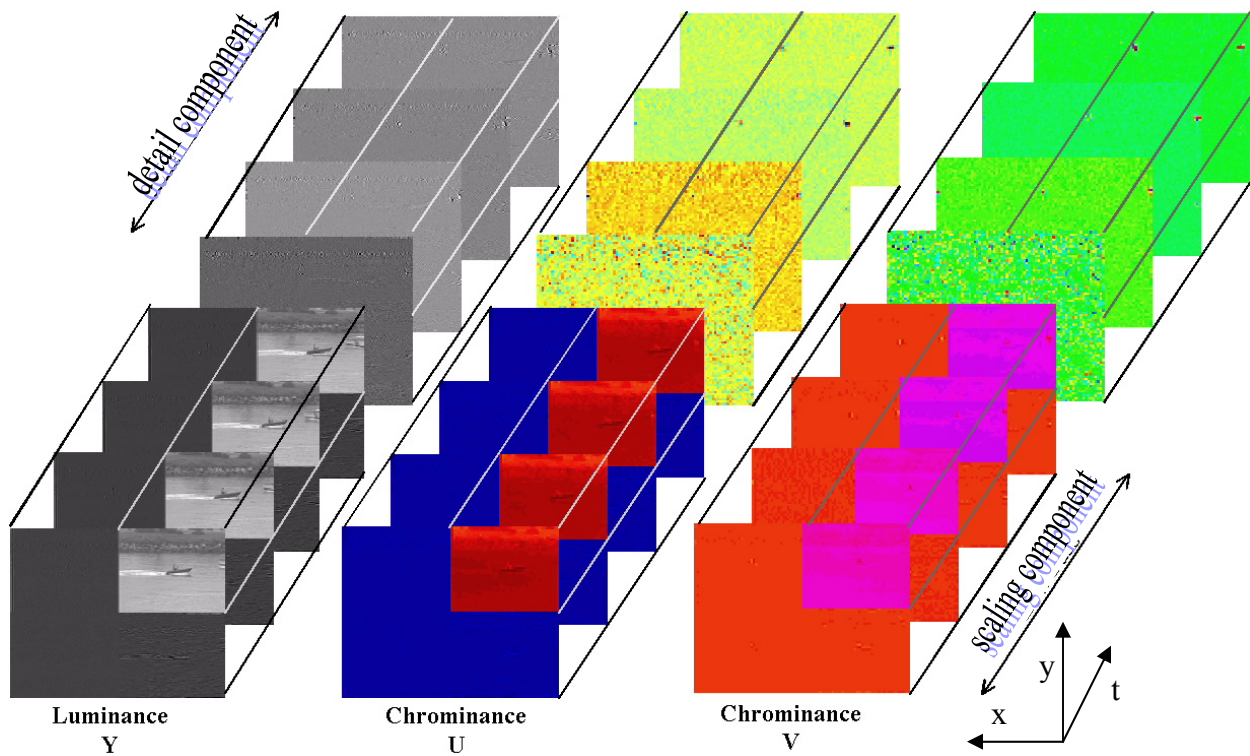 detail component
scaling component
y
t
x
Luminance
Y
Chrominance
U
Chrominance
V